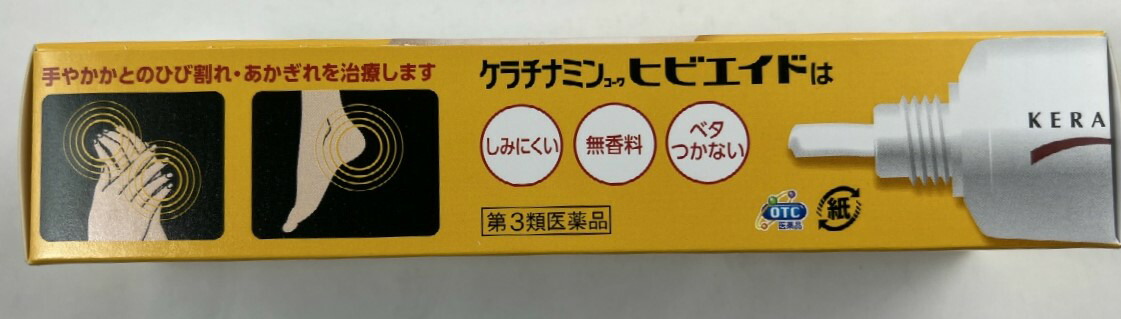 手やかかとのひび割れ・あかぎれを治療します
ケラチナミンコーワ ヒビエイドは
しみにくい
無香料
ベタ
つかない
第3類医薬品
OTC
医薬品
紙
KERA